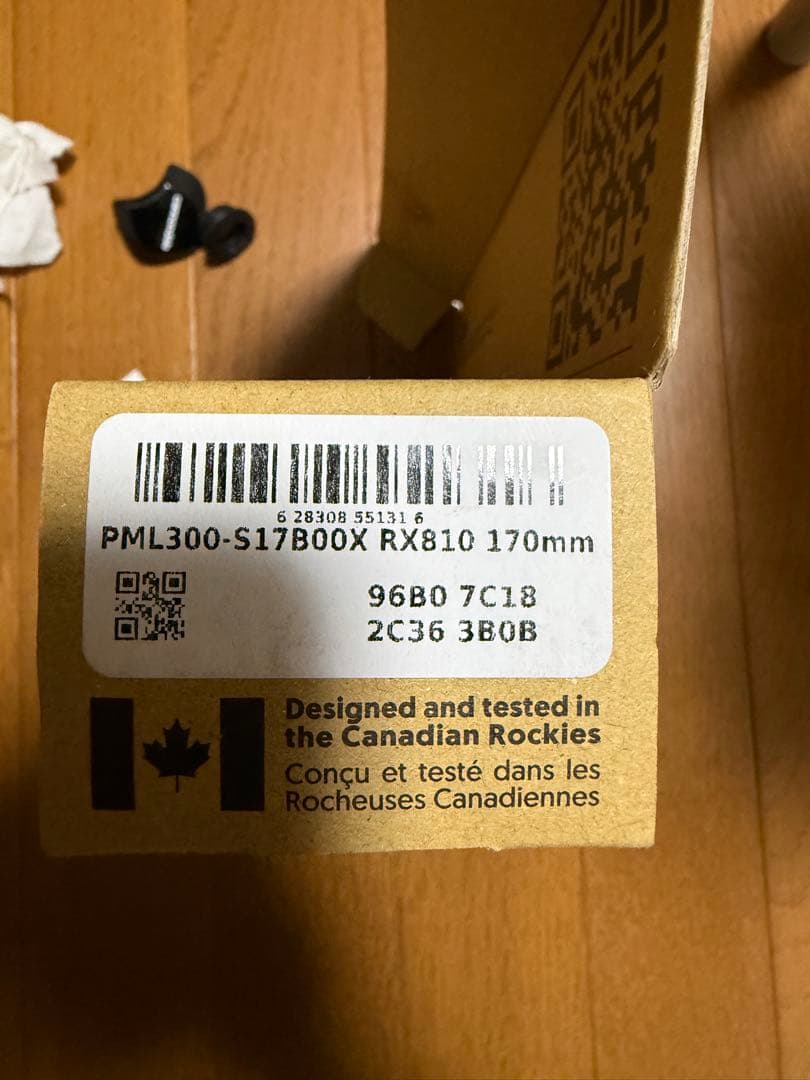 6 28308 55131 6
PML300-S17B00X RX810 170mm
96B0 7C18
2C36 3B0B
Designed and tested in
the Canadian Rockies
Conçu et testé dans les
Rocheuses Canadiennes